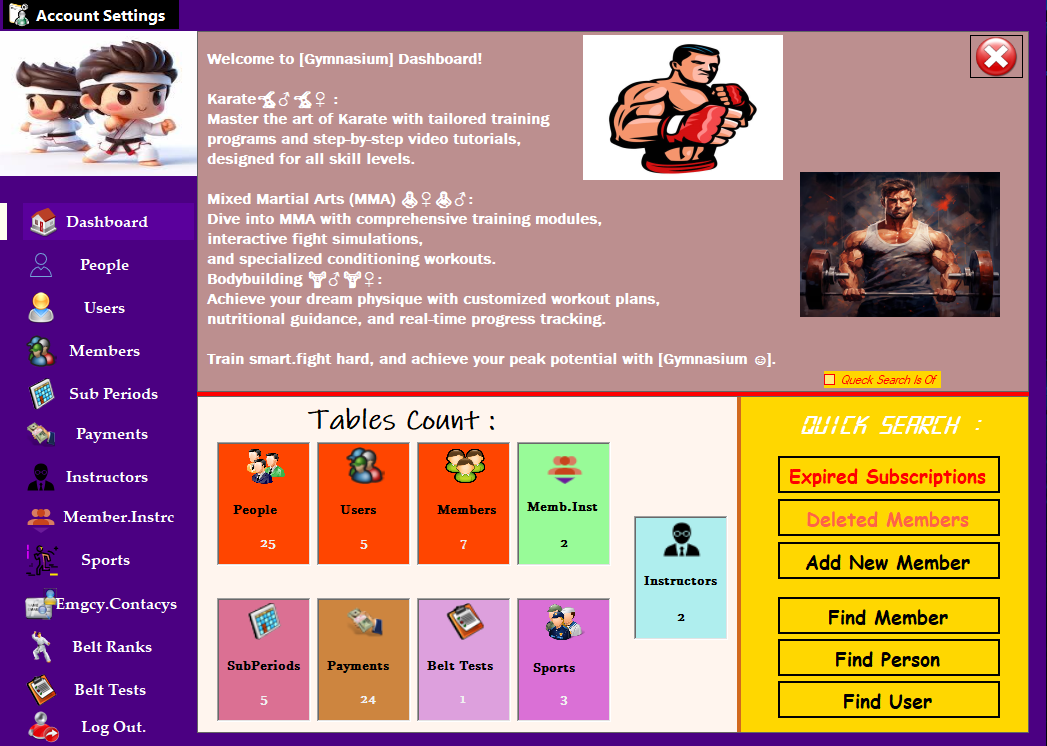 Account Settings
Dashboard
People
Users
Members
Sub Periods
Payments
Instructors
Member.Instrc
Sports
Emgcy.Contacys
Belt Ranks
Belt Tests
Log Out.
Welcome to [Gymnasium] Dashboard!
Karate🥋♂🥋♀ :
Master the art of Karate with tailored training
programs and step-by-step video tutorials,
designed for all skill levels.
Mixed Martial Arts (MMA) ♀♂:
Dive into MMA with comprehensive training modules,
interactive fight simulations,
and specialized conditioning workouts.
Bodybuilding ♂♀:
Achieve your dream physique with customized workout plans,
nutritional guidance, and real-time progress tracking.
Train smart.fight hard, and achieve your peak potential with [Gymnasium ☺].
Queck Search Is Of
Tables Count :
People
25
Users
5
Members
7
Memb.Inst
2
Instructors
2
SubPeriods
5
Payments
24
Belt Tests
1
Sports
3
QUICK SEARCH :
Expired Subscriptions
Deleted Members
Add New Member
Find Member
Find Person
Find User